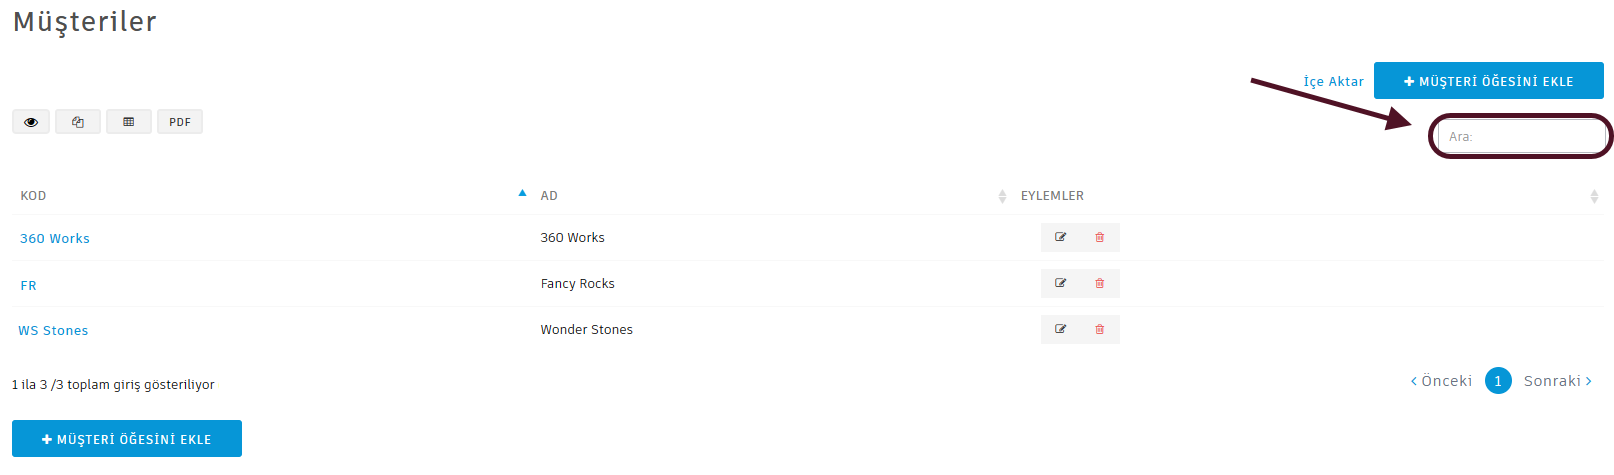 Müşteriler
İçe Aktar
MÜŞTERİ ÖĞESİNİ EKLE
PDF
Ara:
KOD AD EYLEMLER
360 Works 360 Works
FR Fancy Rocks
WS Stones Wonder Stones
1 ila 3 /3 toplam giriş gösteriliyor
Önceki 1 Sonraki
MÜŞTERİ ÖĞESİNİ EKLE